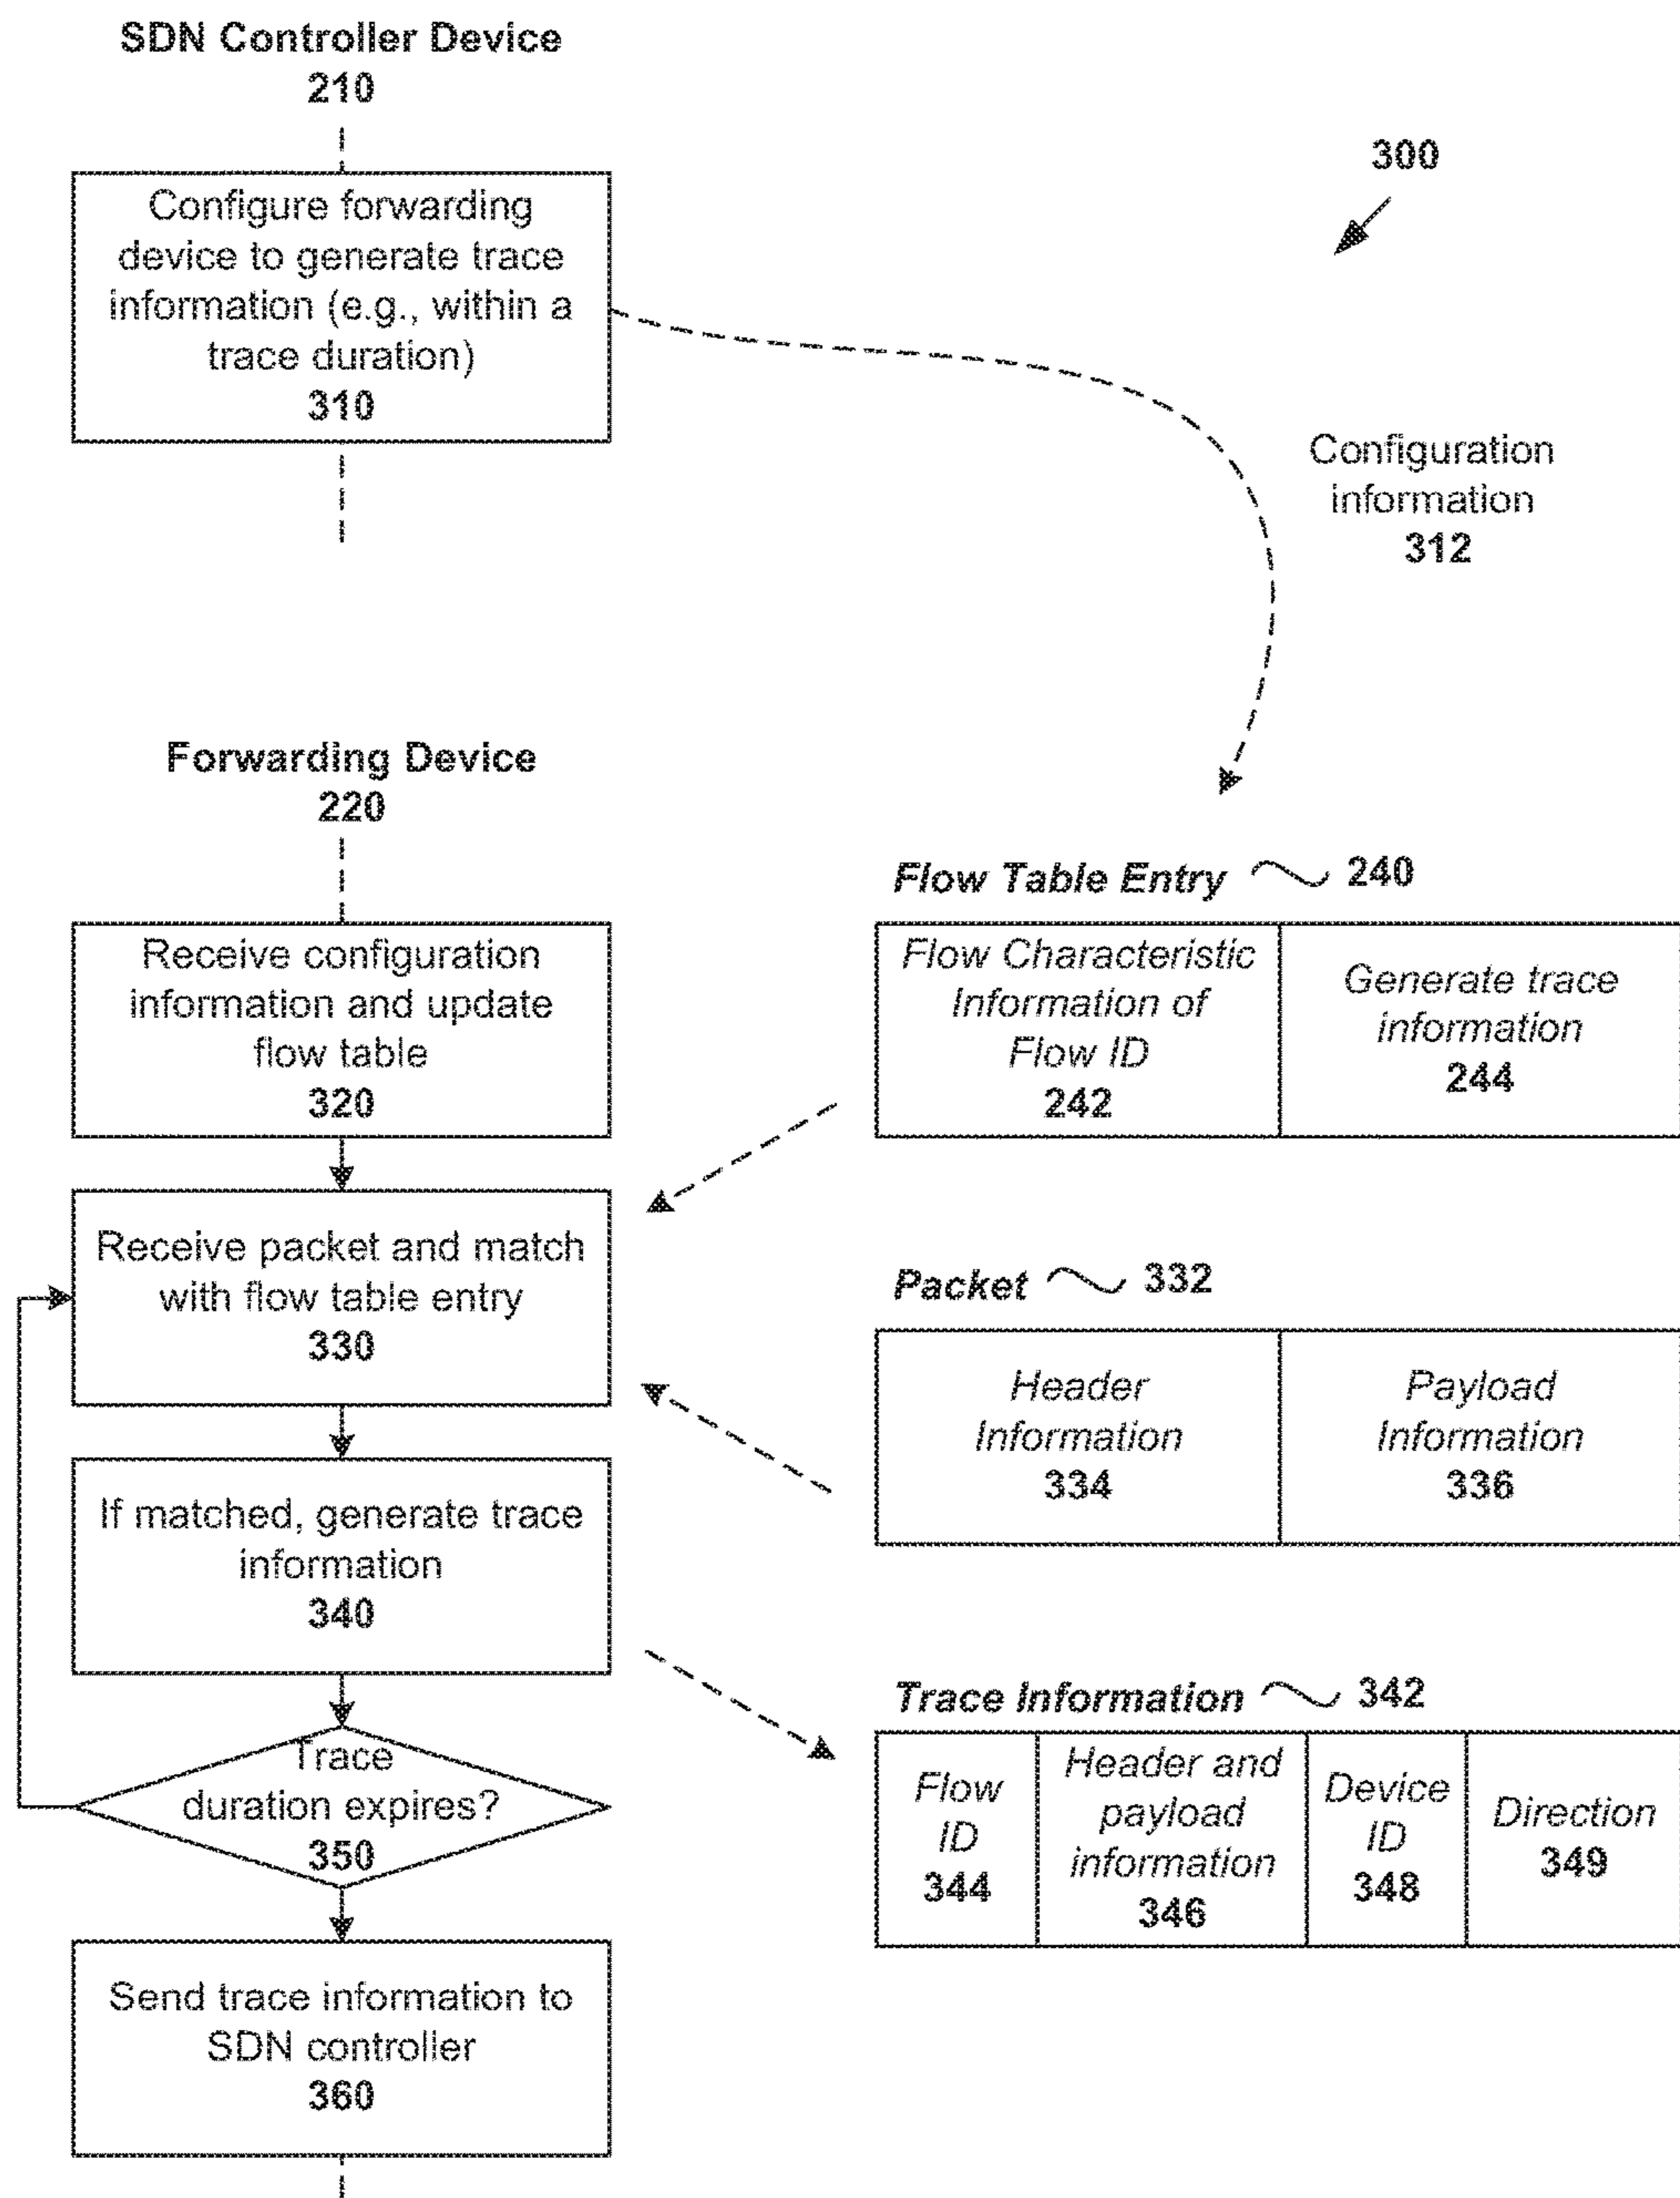 SDN Controller Device
210
Configure forwarding
device to generate trace
information (e.g., within a
trace duration)
310
300
Configuration
information
312
Forwarding Device
220
Receive configuration
information and update
flow table
320
Flow Table Entry 240
Flow Characteristic
Information of
Flow ID
242
Generate trace
information
244
Receive packet and match
with flow table entry
330
Packet 332
Header
Information
334
Payload
Information
336
If matched, generate trace
information
340
Trace Information 342
Flow
ID
344
Header and
payload
information
346
Device
ID
348
Direction
349
Trace
duration expires?
350
Send trace information to
SDN controller
360